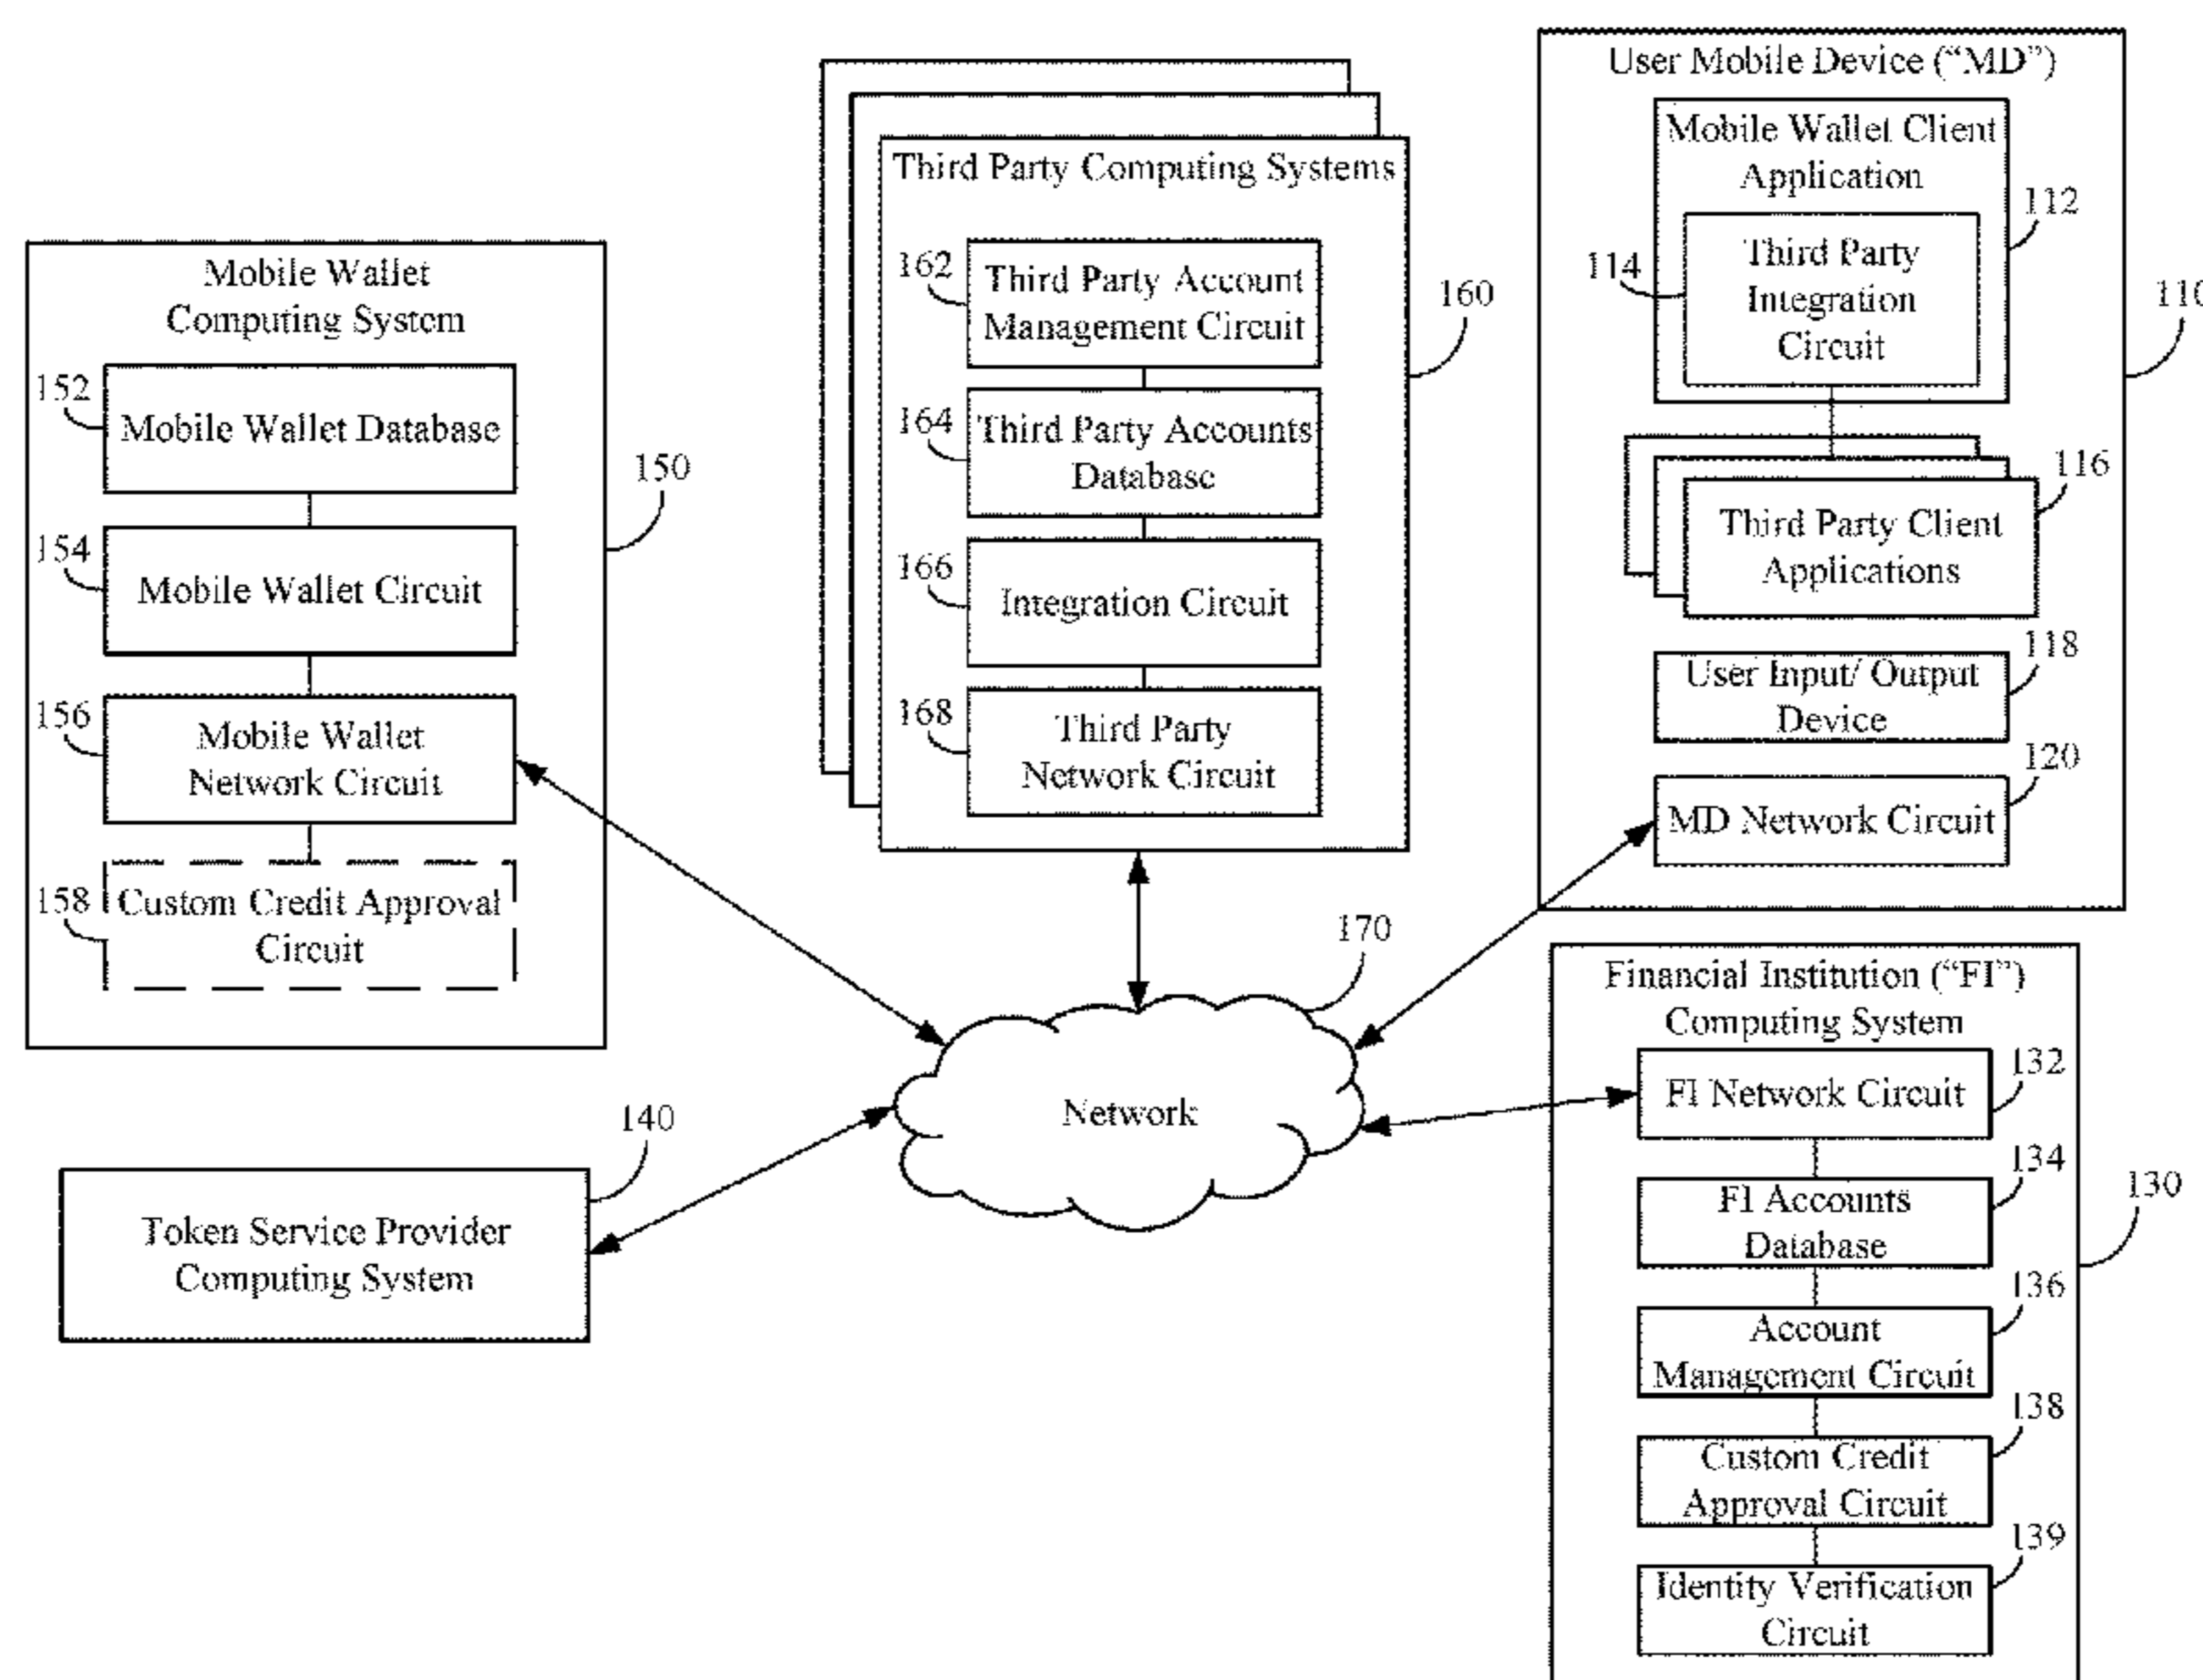 Mobile Wallet
Computing System
152
Mobile Wallet Database
154
Mobile Wallet Circuit
156
Mobile Wallet
Network Circuit
158
Custom Credit Approval
Circuit
150
Third Party Computing Systems
162
Third Party Account
Management Circuit
164
Third Party Accounts
Database
166
Integration Circuit
168
Third Party
Network Circuit
160
User Mobile Device (“MD”)
Mobile Wallet Client
Application
112
114
Third Party
Integration
Circuit
110
116
Third Party Client
Applications
118
User Input/ Output
Device
120
MD Network Circuit
170
Network
140
Token Service Provider
Computing System
Financial Institution (“FI”)
Computing System
132
FI Network Circuit
134
FI Accounts
Database
130
136
Account
Management Circuit
138
Custom Credit
Approval Circuit
139
Identity Verification
Circuit